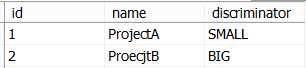 id name discriminator
1 ProjectA SMALL
2 ProecjtB BIG